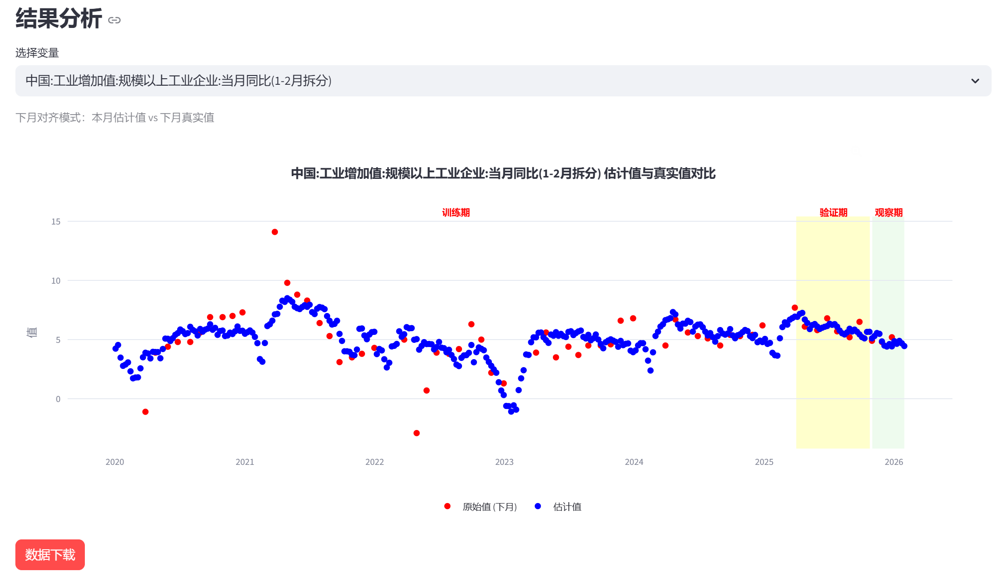 结果分析
选择变量
中国:工业增加值:规模以上工业企业:当月同比(1-2月拆分)
下月对齐模式：本月估计值 vs 下月真实值
中国:工业增加值:规模以上工业企业:当月同比(1-2月拆分) 估计值与真实值对比
训练期
验证期
观察期
15
10
5
0
值
2020
2021
2022
2023
2024
2025
2026
原始值 (下月)
估计值
数据下载